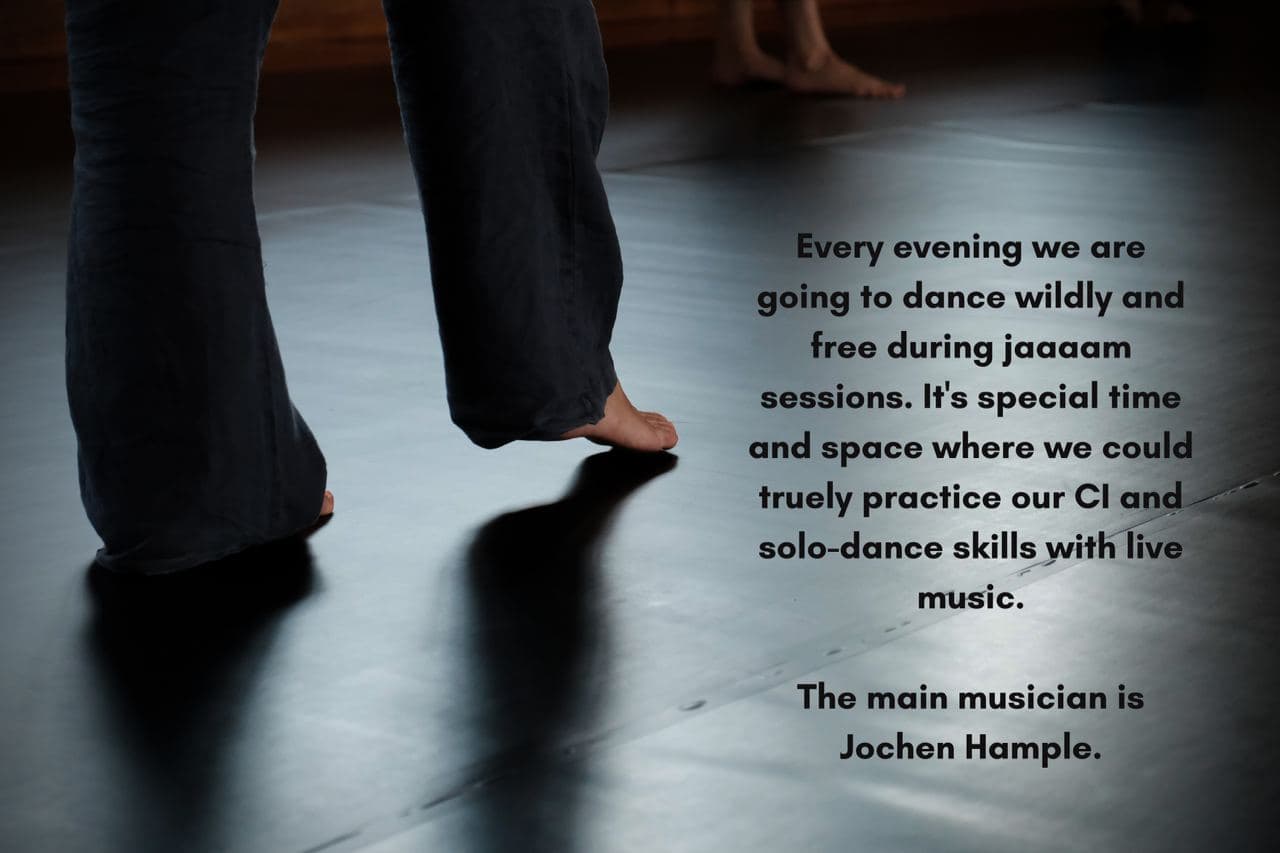 Every evening we are
going to dance wildly and
free during jaaaam
sessions. It's special time
and space where we could
truely practice our CI and
solo-dance skills with live
music.
The main musician is
Jochen Hample.